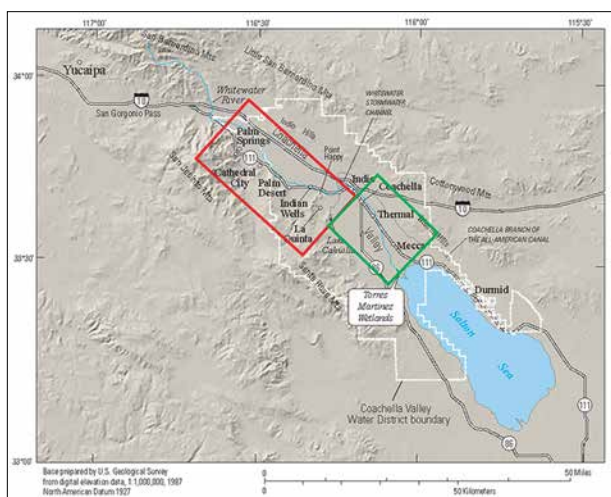 117°00'
116°30'
116°00'
115°30'
34°00'
33°30'
33°00'
San Bernardino Mts
Little San Bernardino Mts
Yucaipa
Whitewater
River
WHITEWATER
STORMWATER
CHANNEL
10
San Gorgonio Pass
Indio Hills
Coachella
Palm
Springs
Point
Happy
111
Cathedral
City
Palm
Desert
Indio
Coachella
Cottonwood Mts
10
Indian
Wells
Thermal
La
Quinta
Lake
Cahuilla
Valley
Mecca
COACHELLA BRANCH OF
THE ALL-AMERICAN CANAL
111
Durmid
Torres
Martinez
Wetlands
Salton
Sea
Coachella Valley
Water District boundary
111
86
Base prepared by U.S. Geological Survey
from digital elevation data, 1:1,000,000, 1987
North American Datum 1927
0
50 Miles
0
50 Kilometers